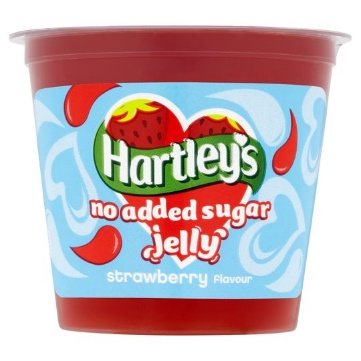 Hartley's
no added sugar
jelly
strawberry flavour